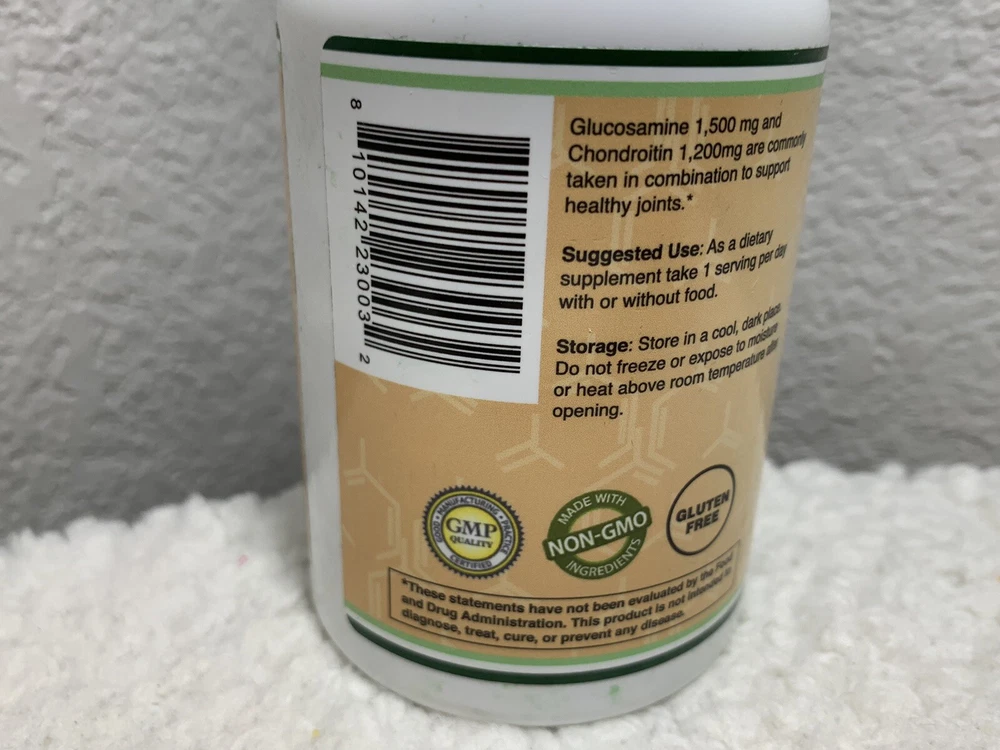 8 10142 23003 2
Glucosamine 1,500 mg and
Chondroitin 1,200mg are commonly
taken in combination to support
healthy joints.*
Suggested Use: As a dietary
supplement take 1 serving per day
with or without food.
Storage: Store in a cool, dark place.
Do not freeze or expose to moisture
or heat above room temperature after
opening.
GOOD • MANUFACTURING • PRACTICE
GMP
QUALITY
CERTIFIED
MADE WITH
NON-GMO
INGREDIENTS
GLUTEN
FREE
*These statements have not been evaluated by the Food
and Drug Administration. This product is not intended to
diagnose, treat, cure, or prevent any disease.